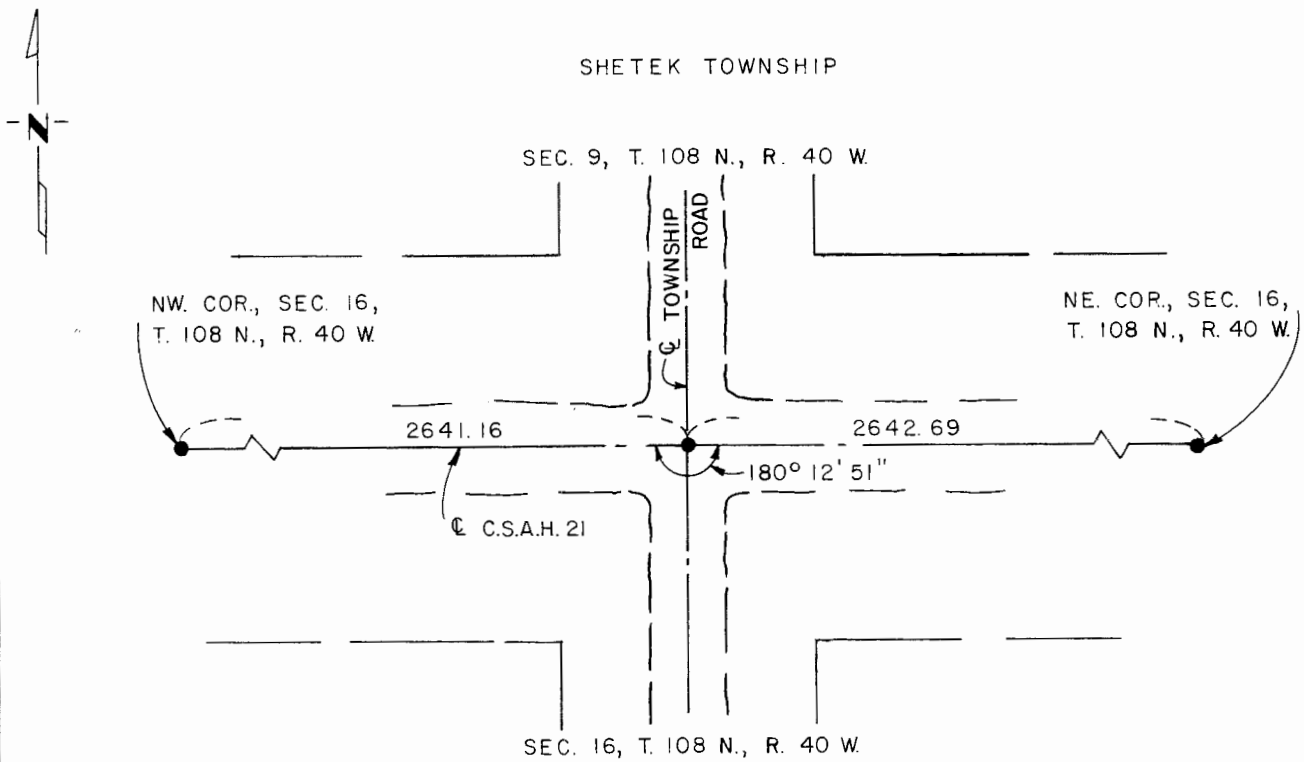 SHETEK TOWNSHIP
N
SEC. 9, T. 108 N., R. 40 W.
℄ TOWNSHIP
ROAD
NW. COR., SEC. 16,
T. 108 N., R. 40 W.
NE. COR., SEC. 16,
T. 108 N., R. 40 W.
2641.16
2642.69
180° 12' 51"
℄ C.S.A.H. 21
SEC. 16, T. 108 N., R. 40 W.